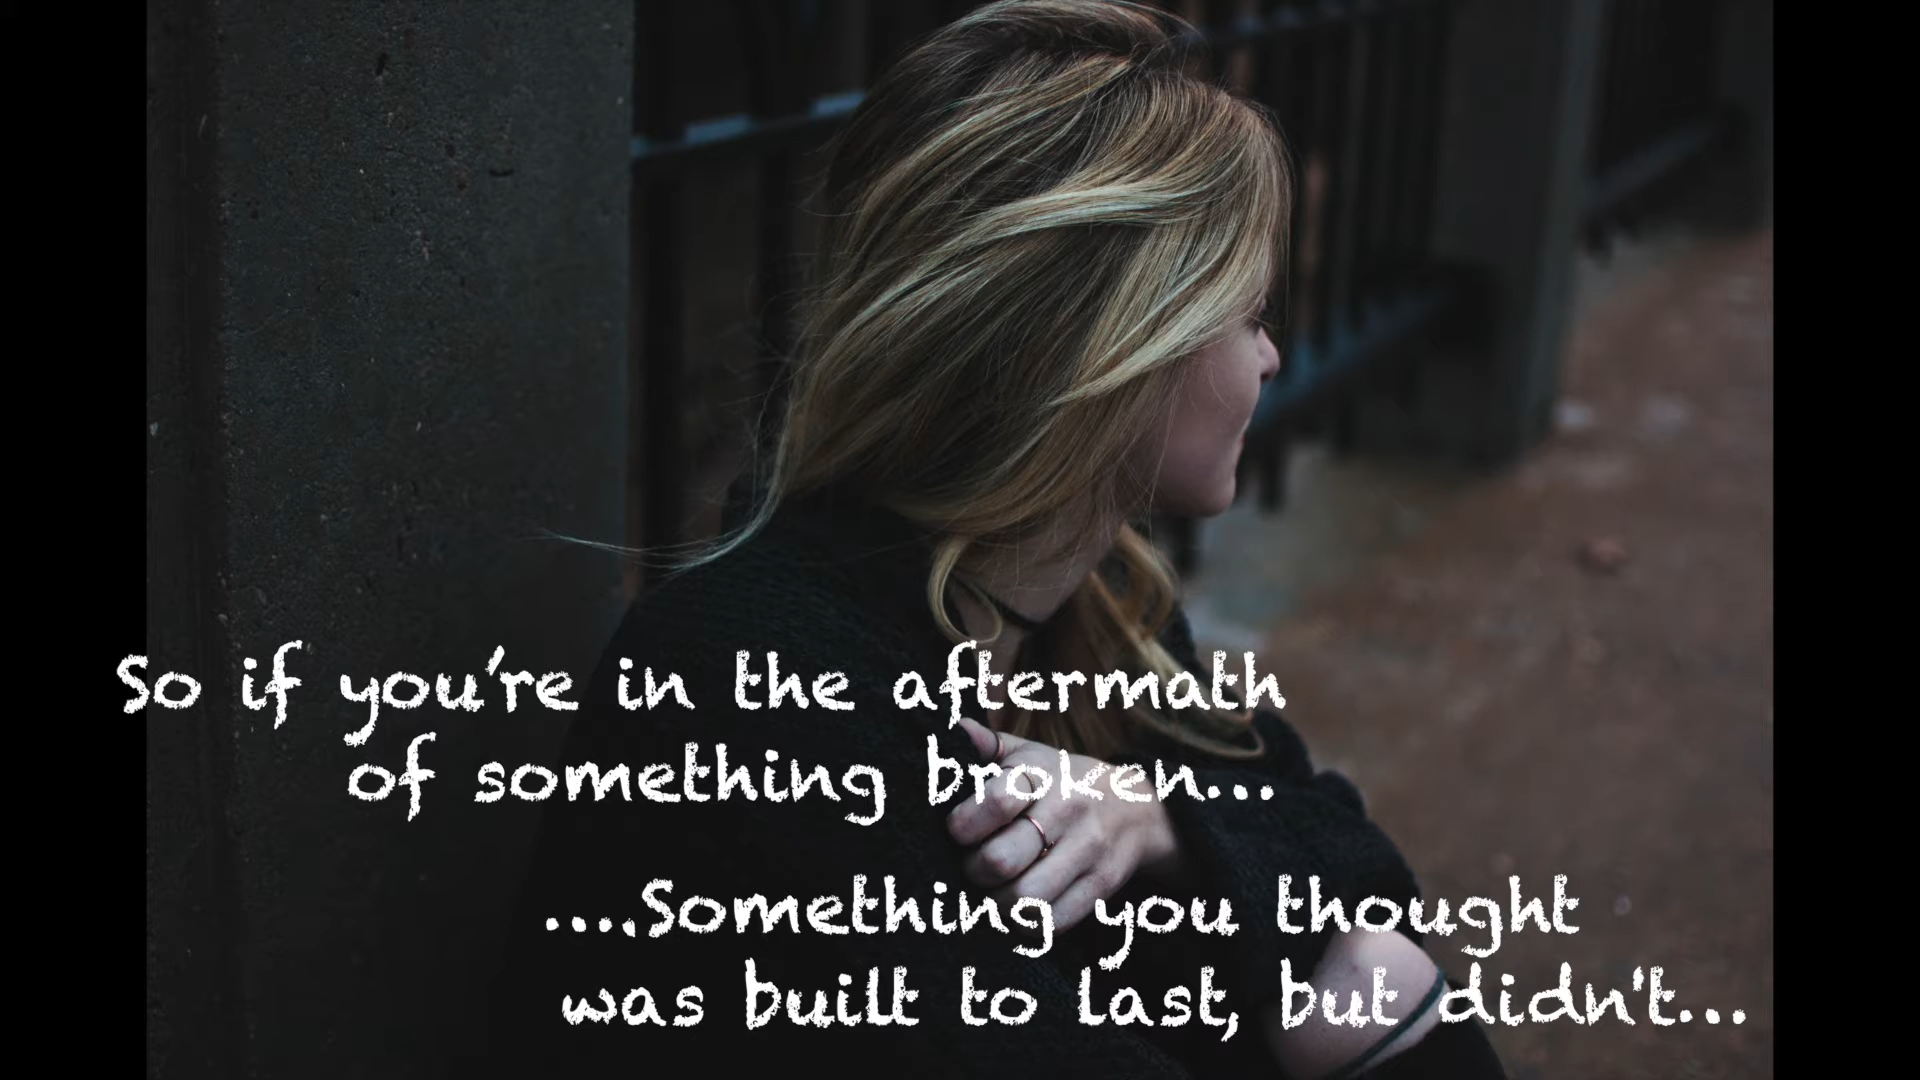 So if you're in the aftermath
of something broken...
....Something you thought
was built to last, but didn't...